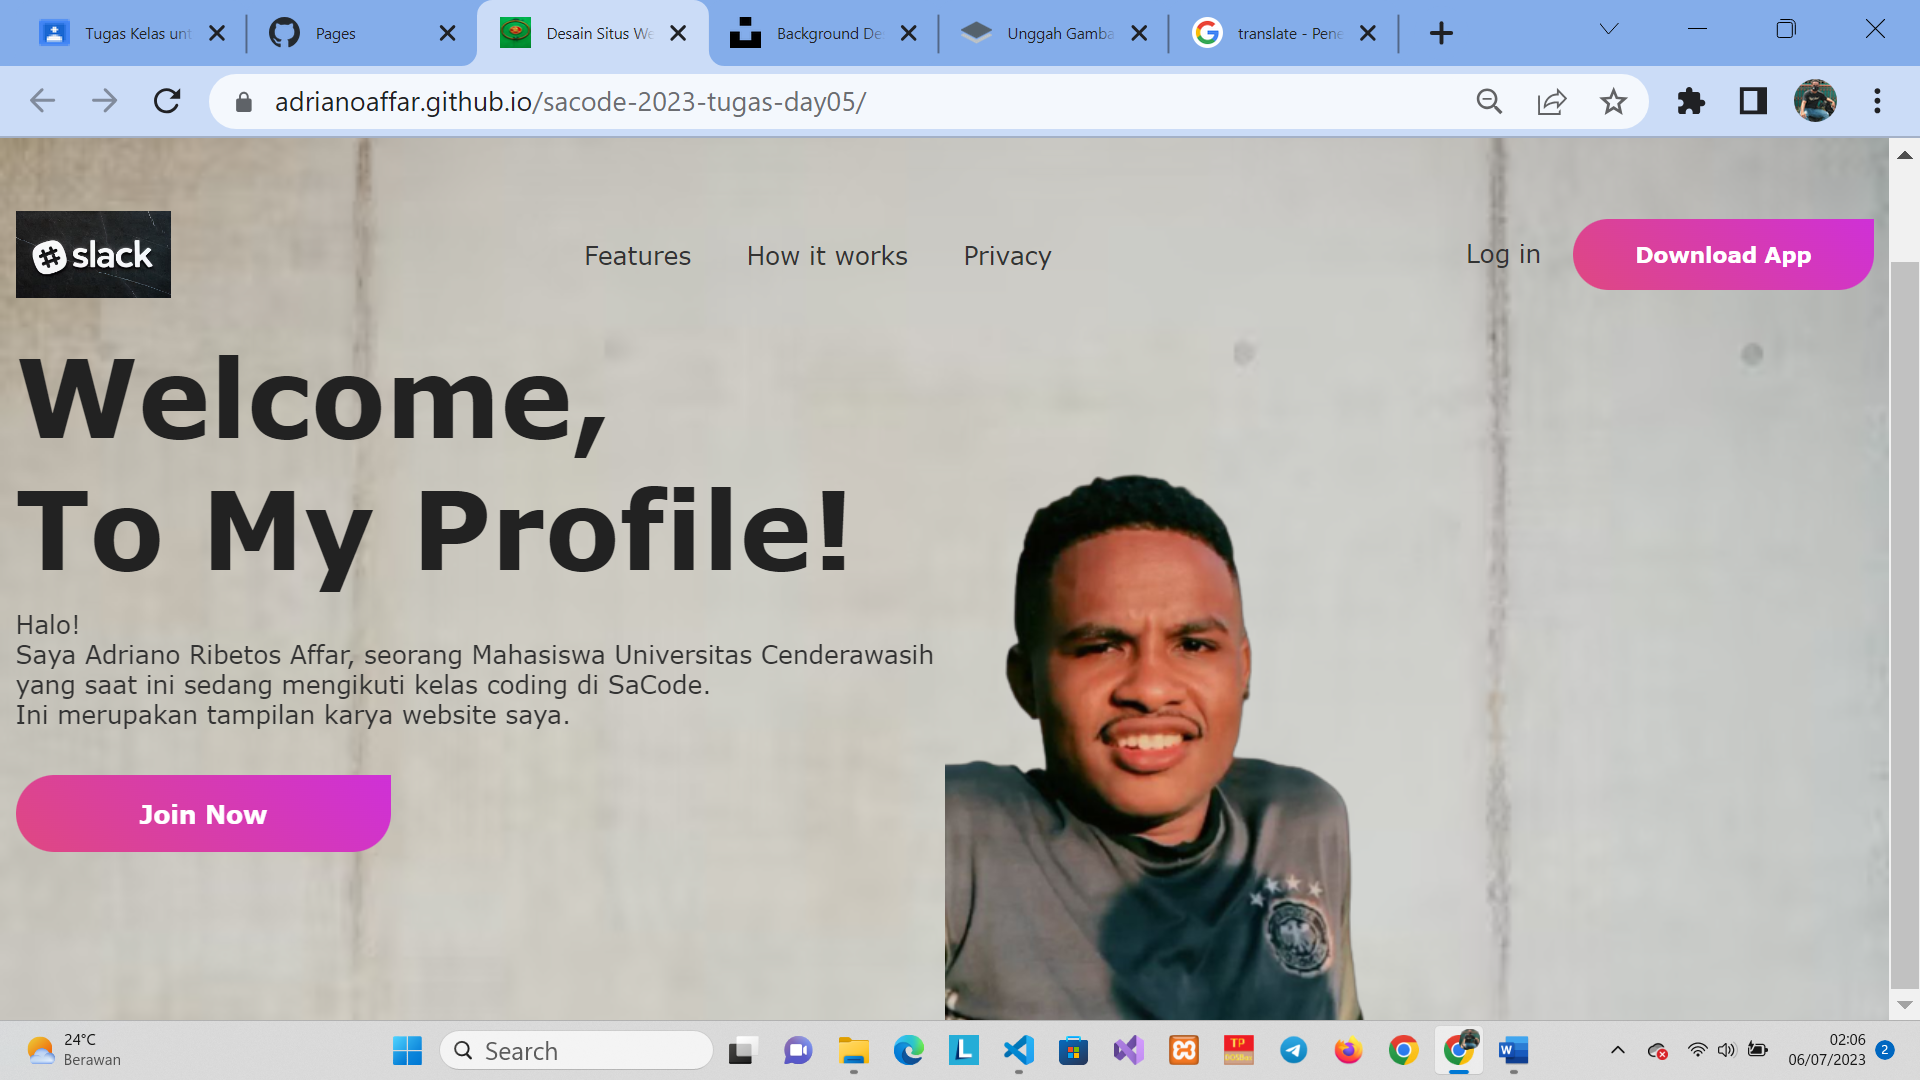 Tugas Kelas unt
Pages
Desain Situs We
Background De
Unggah Gamba
translate - Pene
adrianoaffar.github.io/sacode-2023-tugas-day05/
slack
Features
How it works
Privacy
Log in
Download App
Welcome,
To My Profile!
Halo!
Saya Adriano Ribetos Affar, seorang Mahasiswa Universitas Cenderawasih
yang saat ini sedang mengikuti kelas coding di SaCode.
Ini merupakan tampilan karya website saya.
Join Now
24°C
Berawan
Search
L
TP
DOSBox
W
02:06
06/07/2023
2